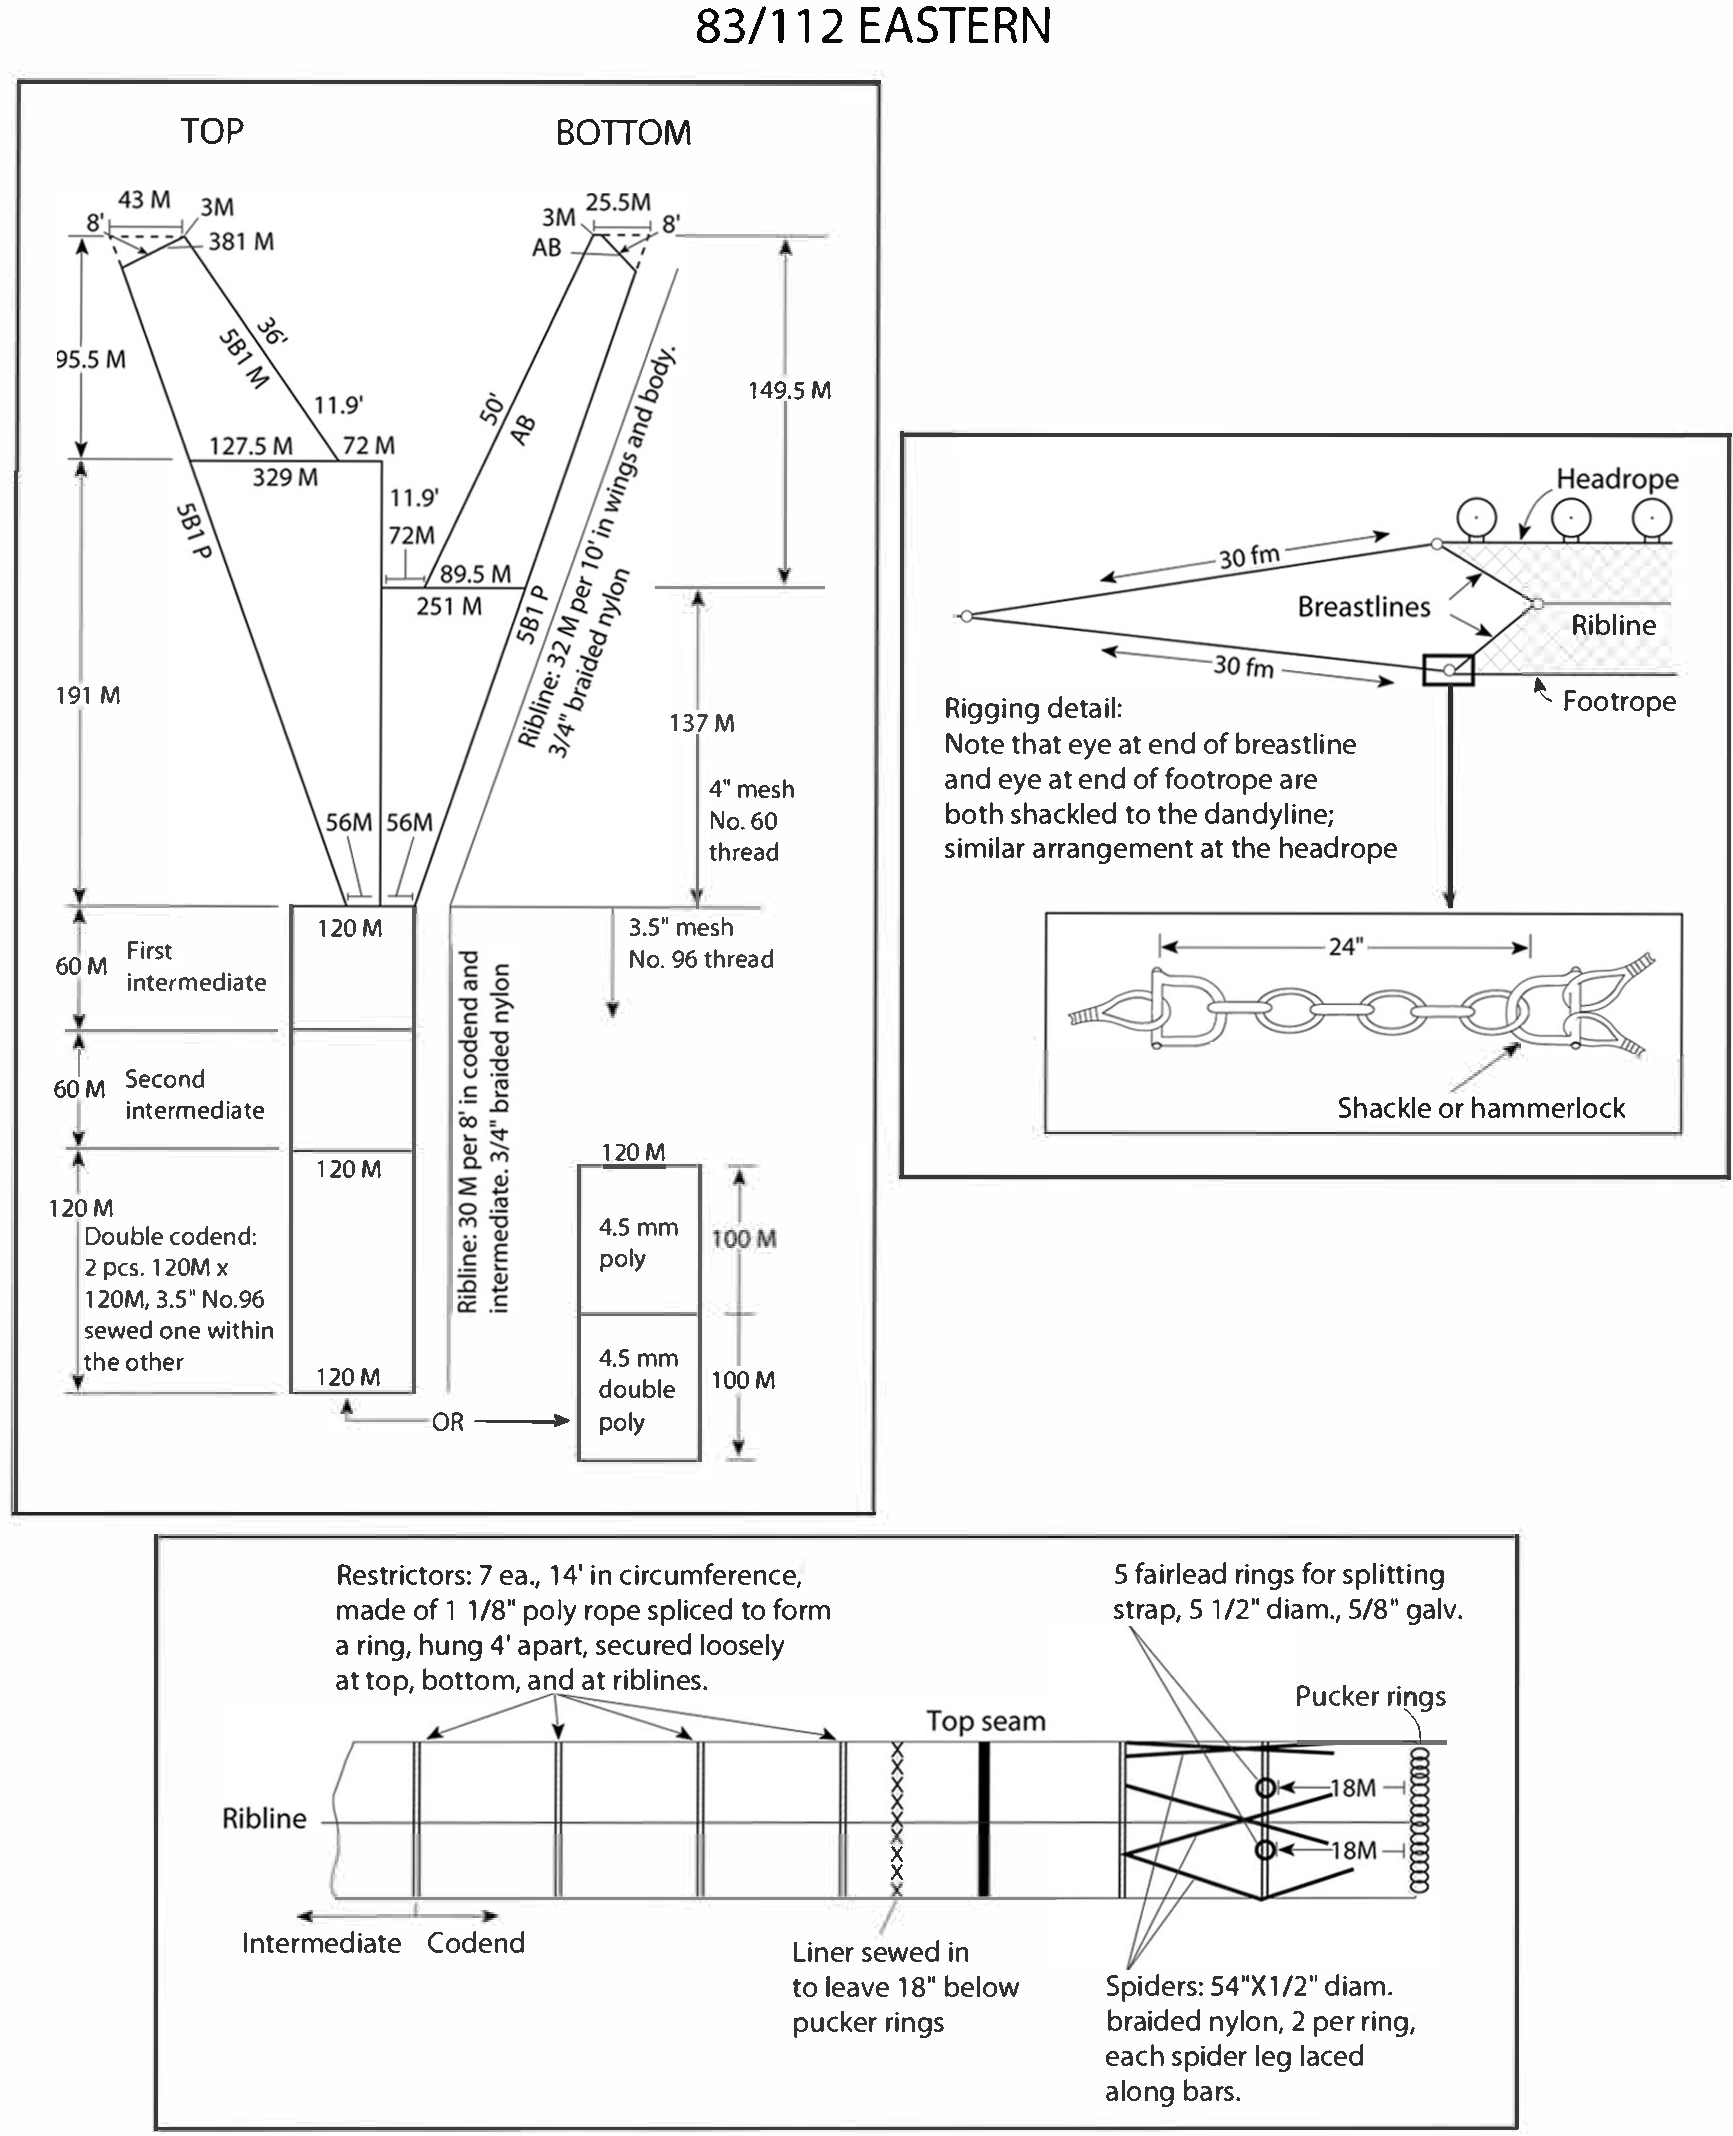 83/112 EASTERN
TOP
BOTTOM
43 M
3M
8'
381 M
25.5M
3M
8'
AB
95.5 M
36'
5B1 M
11.9'
127.5 M
72 M
329 M
50'
AB
149.5 M
11.9'
72M
89.5 M
251 M
5B1 P
5B1 P
Ribline: 32 M per 10' in wings and body.
3/4" braided nylon
191 M
137 M
4" mesh
No. 60
thread
56M
56M
120 M
3.5" mesh
No. 96 thread
60 M
First
intermediate
60 M
Second
intermediate
Ribline: 30 M per 8' in codend and
intermediate. 3/4" braided nylon
120 M
120 M
Double codend:
2 pcs. 120M x
120M, 3.5" No.96
sewed one within
the other
120 M
OR
120 M
4.5 mm
poly
100 M
4.5 mm
double
poly
100 M
Headrope
30 fm
Breastlines
Ribline
30 fm
Footrope
Rigging detail:
Note that eye at end of breastline
and eye at end of footrope are
both shackled to the dandyline;
similar arrangement at the headrope
24"
Shackle or hammerlock
Restrictors: 7 ea., 14' in circumference,
made of 1 1/8" poly rope spliced to form
a ring, hung 4' apart, secured loosely
at top, bottom, and at riblines.
5 fairlead rings for splitting
strap, 5 1/2" diam., 5/8" galv.
Pucker rings
Top seam
18M
Ribline
18M
Intermediate
Codend
Liner sewed in
to leave 18" below
pucker rings
Spiders: 54"X1/2" diam.
braided nylon, 2 per ring,
each spider leg laced
along bars.
X
X
X
X
X
X
X
X
X